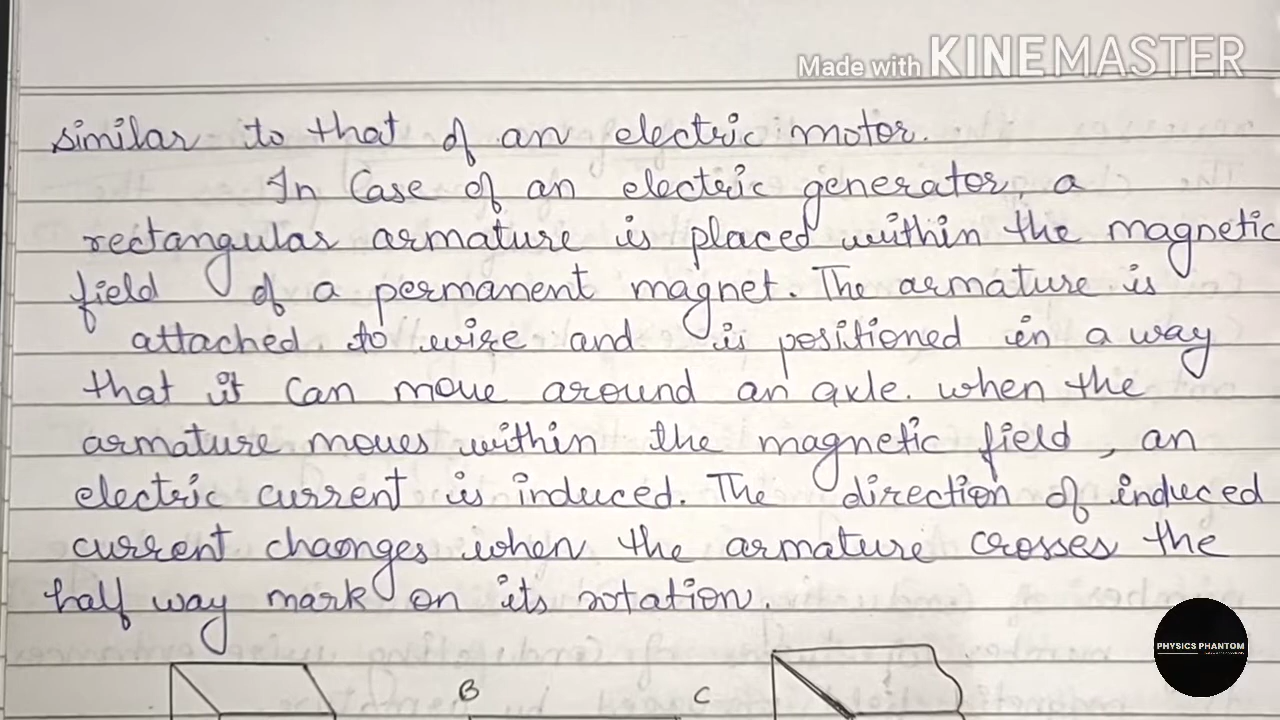 Made with KINEMASTER
similar to that of an electric motor.
In Case of an electric generator, a
rectangular armature is placed within the magnetic
field of a permanent magnet. The armature is
attached to wire and is positioned in a way
that it can move around an axle. when the
armature moves within the magnetic field, an
electric current is induced. The direction of induced
current changes when the armature crosses the
half way mark on its rotation.
PHYSICS PHANTOM
B C